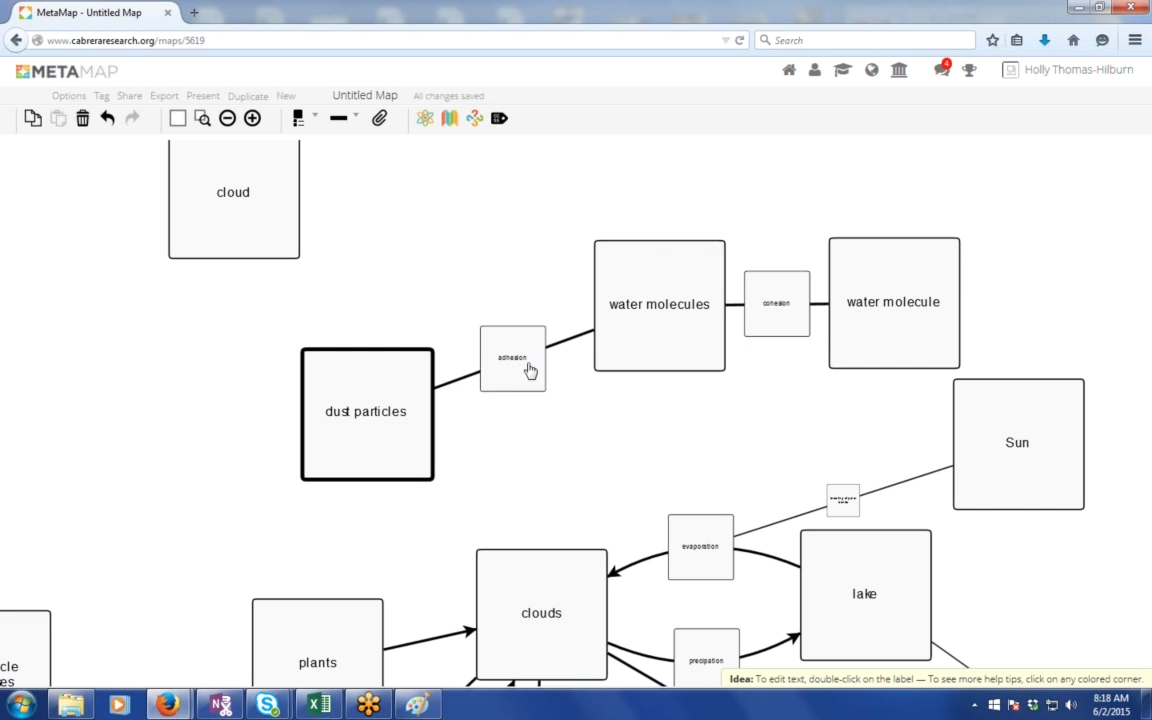 MetaMap - Untitled Map
www.cabreraresearch.org/maps/5619
Search
METAMAP
4
Holly Thomas-Hilburn
Options Tag Share Export Present Duplicate New
Untitled Map
All changes saved
cloud
water molecules
cohesion
water molecule
adhesion
dust particles
Sun
evaporation
lake
clouds
plants
precipitation
cle
es
Idea: To edit text, double-click on the label — To see more help tips, click on any colored corner.
8:18 AM
6/2/2015